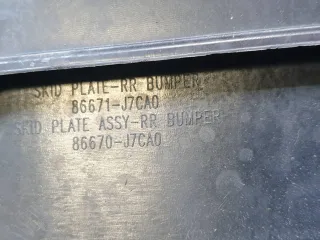 SKID PLATE-RR BUMPER
86671-J7CA0
SKID PLATE ASSY-RR BUMPER
86670-J7CA0